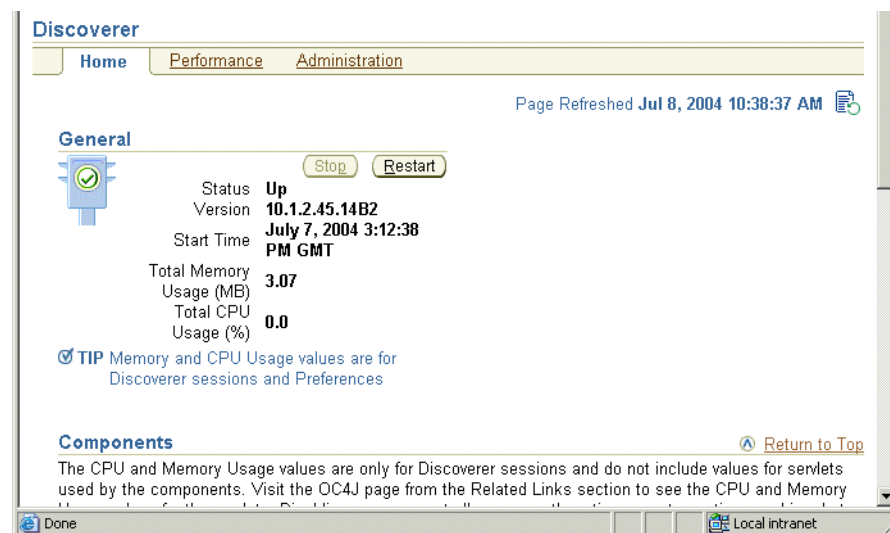 Discoverer
Home Performance Administration
Page Refreshed Jul 8, 2004 10:38:37 AM
General
Stop Restart
Status Up
Version 10.1.2.45.14B2
Start Time July 7, 2004 3:12:38
PM GMT
Total Memory
Usage (MB) 3.07
Total CPU
Usage (%) 0.0
TIP Memory and CPU Usage values are for
Discoverer sessions and Preferences
Components Return to Top
The CPU and Memory Usage values are only for Discoverer sessions and do not include values for servlets
used by the components. Visit the OC4J page from the Related Links section to see the CPU and Memory
Done Local intranet